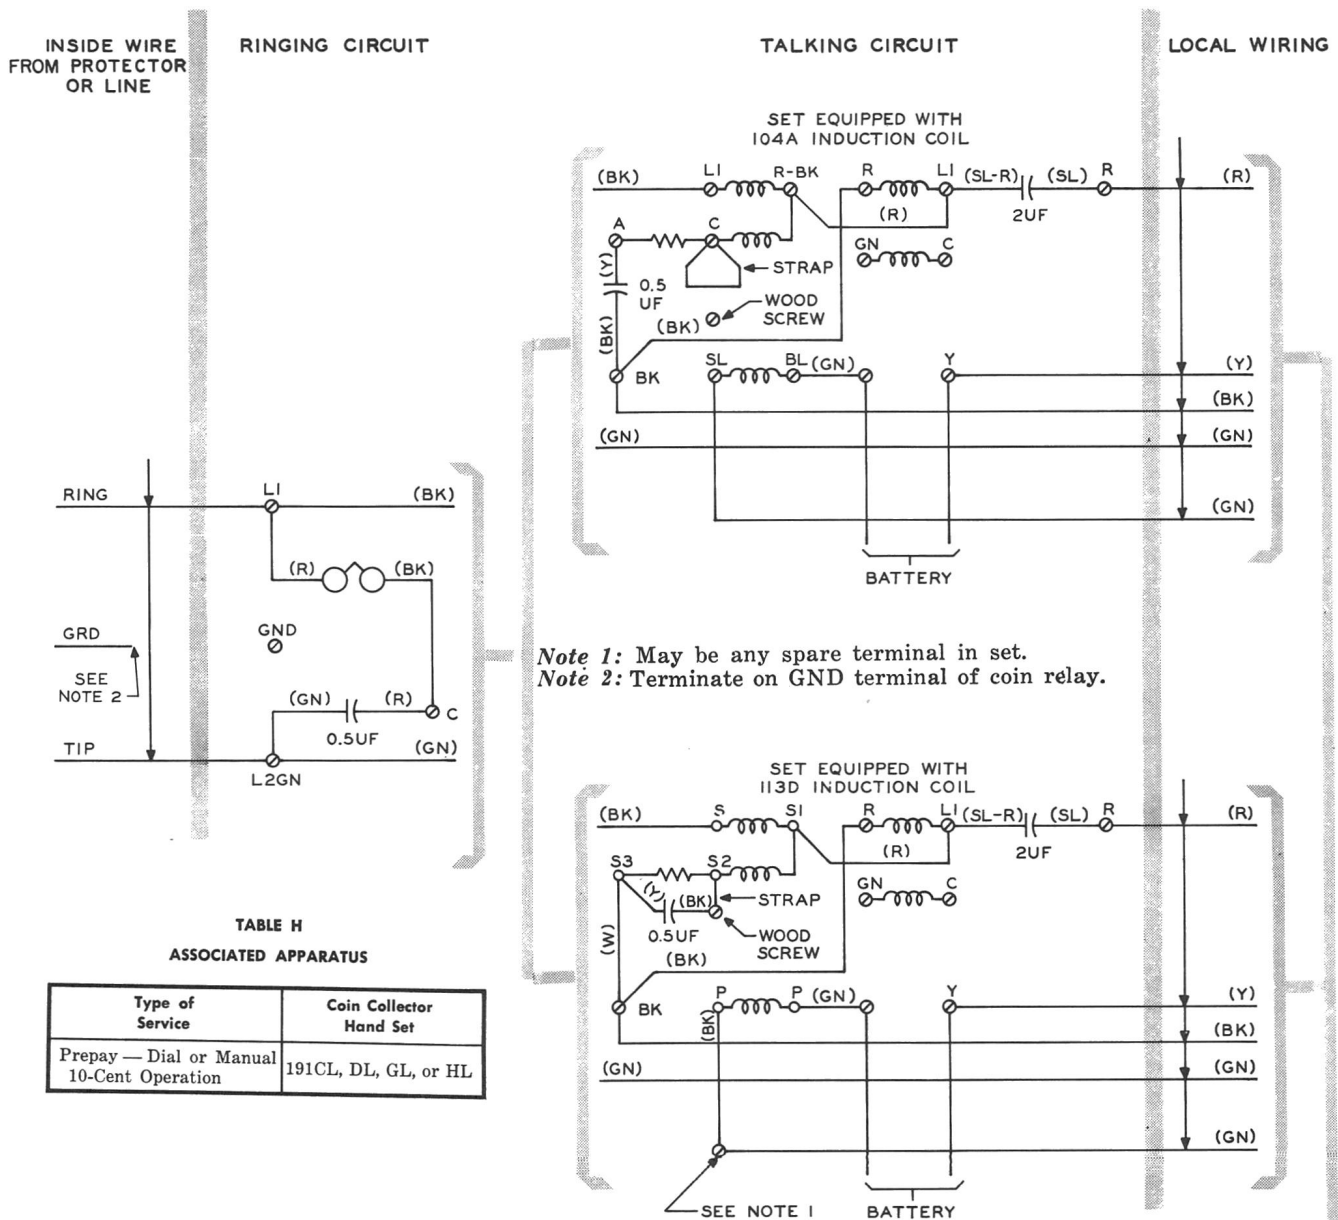 INSIDE WIRE
FROM PROTECTOR
OR LINE
RINGING CIRCUIT
TALKING CIRCUIT
LOCAL WIRING
SET EQUIPPED WITH
104A INDUCTION COIL
(BK) L1 R-BK R L1 (SL-R) (SL) R (R)
(R) 2UF
A C GN C
STRAP
(Y) 0.5
UF
WOOD
SCREW
(BK) (BK)
BK SL BL (GN) Y (Y)
(BK)
(GN) (GN)
(GN)
BATTERY
RING L1 (BK)
(R) (BK)
GRD GND
SEE
NOTE 2
(GN) (R) C
0.5UF
TIP (GN)
L2GN
Note 1: May be any spare terminal in set.
Note 2: Terminate on GND terminal of coin relay.
SET EQUIPPED WITH
113D INDUCTION COIL
(BK) S S1 R L1 (SL-R) (SL) R (R)
(R) 2UF
S3 S2 GN C
(Y) (BK) STRAP
0.5UF WOOD
SCREW
(W) (BK)
BK P P (GN) Y (Y)
(BK) (BK)
(GN) (GN)
(GN)
SEE NOTE 1 BATTERY
TABLE H
ASSOCIATED APPARATUS
Type of
Service
Coin Collector
Hand Set
Prepay — Dial or Manual
10-Cent Operation
191CL, DL, GL, or HL